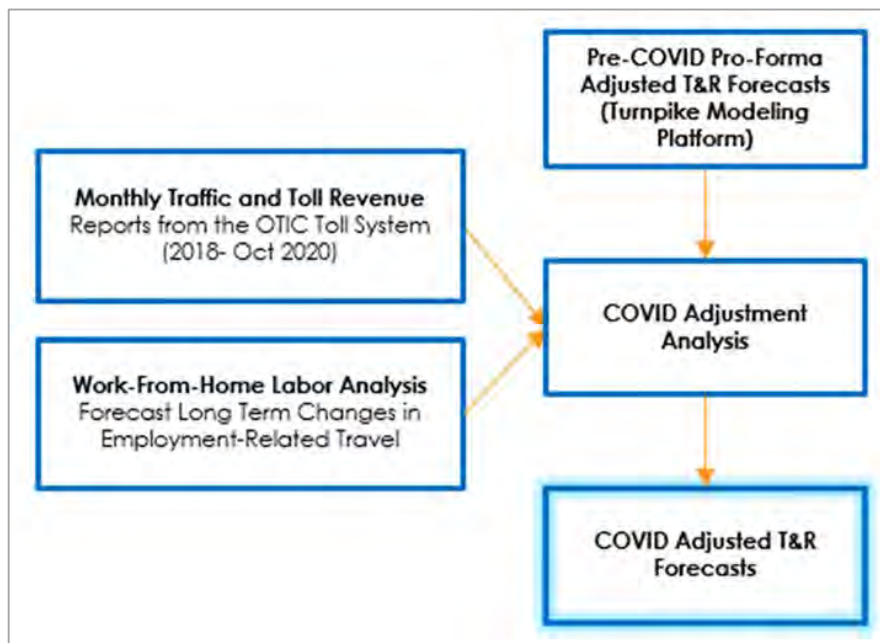 Pre-COVID Pro-Forma
Adjusted T&R Forecasts
(Turnpike Modeling
Platform)
Monthly Traffic and Toll Revenue
Reports from the OTIC Toll System
(2018- Oct 2020)
COVID Adjustment
Analysis
Work-From-Home Labor Analysis
Forecast Long Term Changes in
Employment-Related Travel
COVID Adjusted T&R
Forecasts